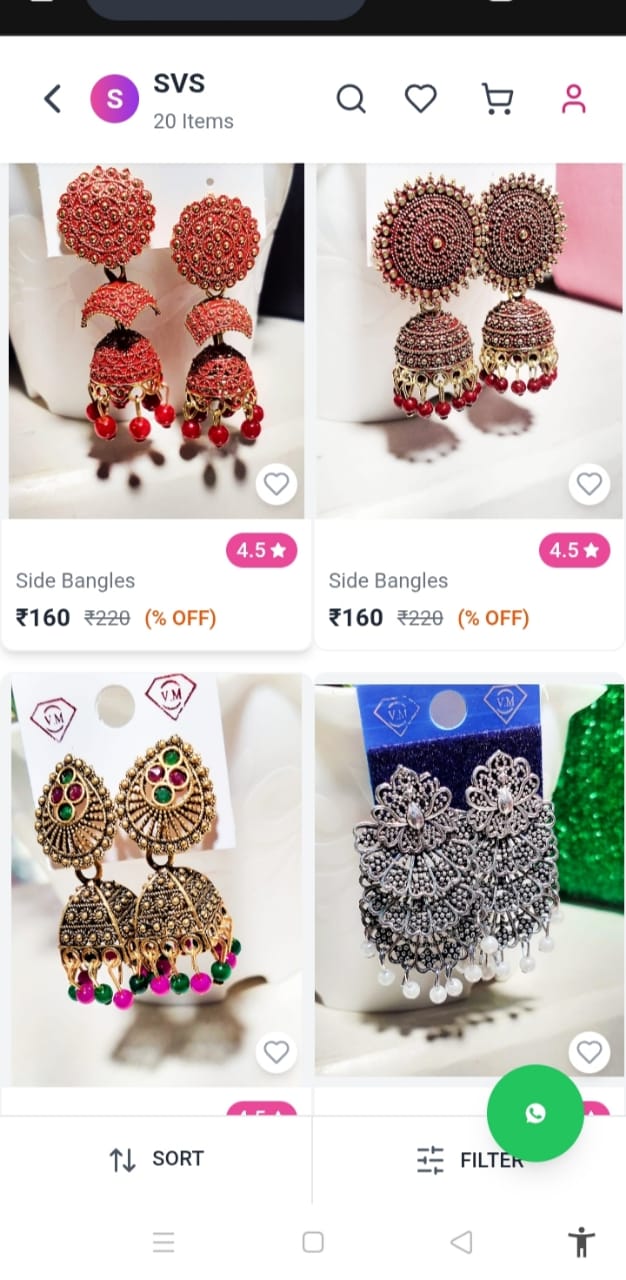 S
SVS
20 Items
4.5★ 4.5★
Side Bangles Side Bangles
₹160 ₹220 (% OFF) ₹160 ₹220 (% OFF)
V.M V.M V.M V.M
SORT FILTER